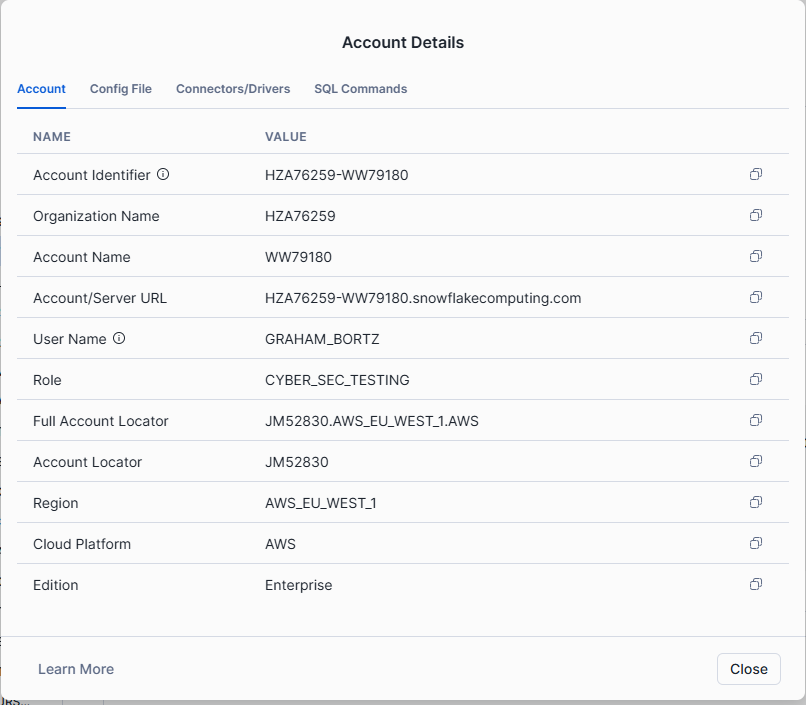 Account Details
Account Config File Connectors/Drivers SQL Commands
NAME VALUE
Account Identifier HZA76259-WW79180
Organization Name HZA76259
Account Name WW79180
Account/Server URL HZA76259-WW79180.snowflakecomputing.com
User Name GRAHAM_BORTZ
Role CYBER_SEC_TESTING
Full Account Locator JM52830.AWS_EU_WEST_1.AWS
Account Locator JM52830
Region AWS_EU_WEST_1
Cloud Platform AWS
Edition Enterprise
Learn More Close